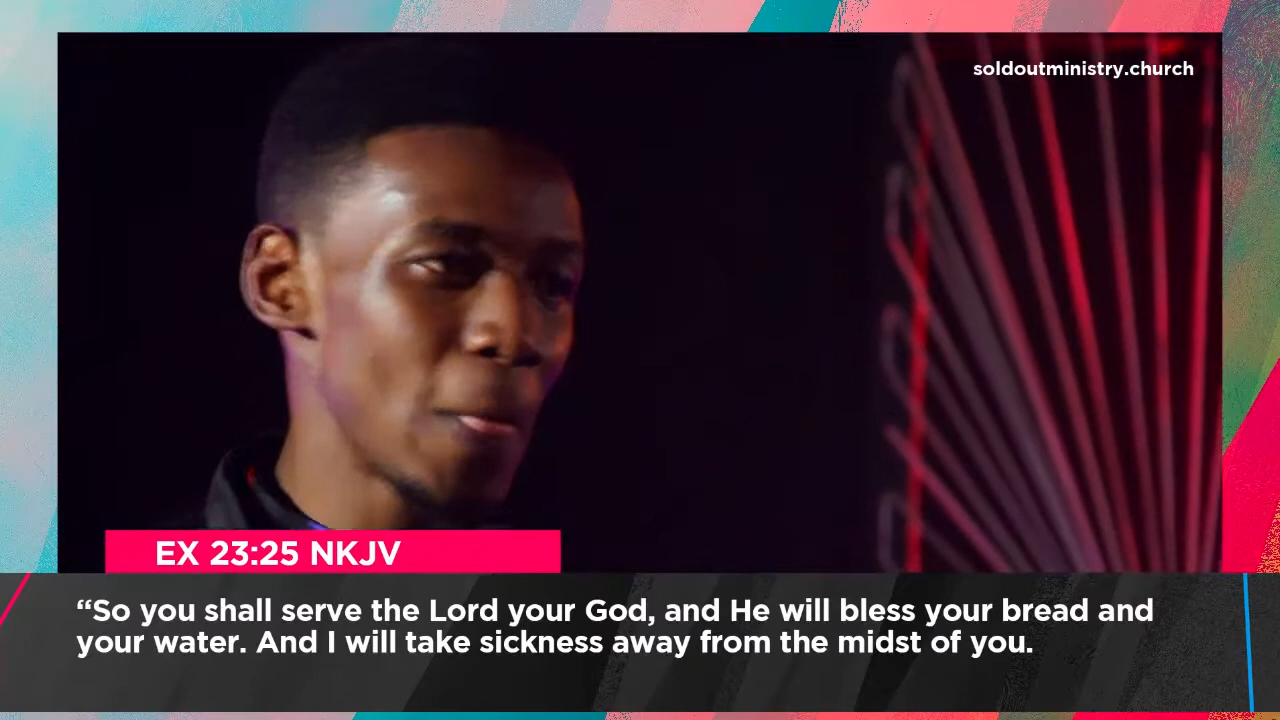 soldoutministry.church
EX 23:25 NKJV
“So you shall serve the Lord your God, and He will bless your bread and
your water. And I will take sickness away from the midst of you.